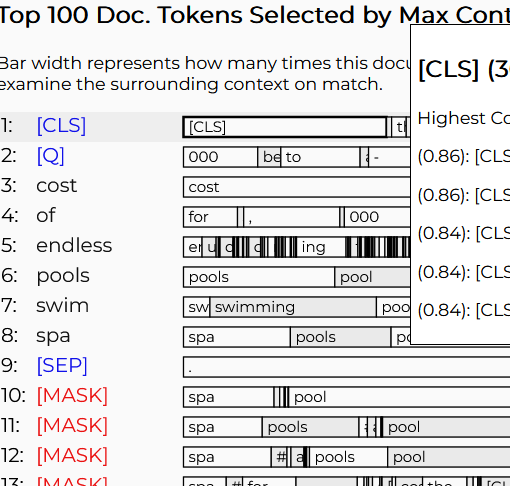 Top 100 Doc. Tokens Selected by Max Cont
Bar width represents how many times this docu
examine the surrounding context on match.
[CLS] (3
Highest Co
(0.86): [CLS
(0.86): [CLS
(0.84): [CLS
(0.84): [CLS
(0.84): [CLS
1: [CLS] [CLS]
2: [Q] 000 be to -
3: cost cost
4: of for , 000
5: endless ing
6: pools pools pool
7: swim sw swimming poo
8: spa spa pools
9: [SEP] .
10: [MASK] spa pool
11: [MASK] spa pools pool
12: [MASK] spa # a pools pool
13: [MASK] spa # for the [CL